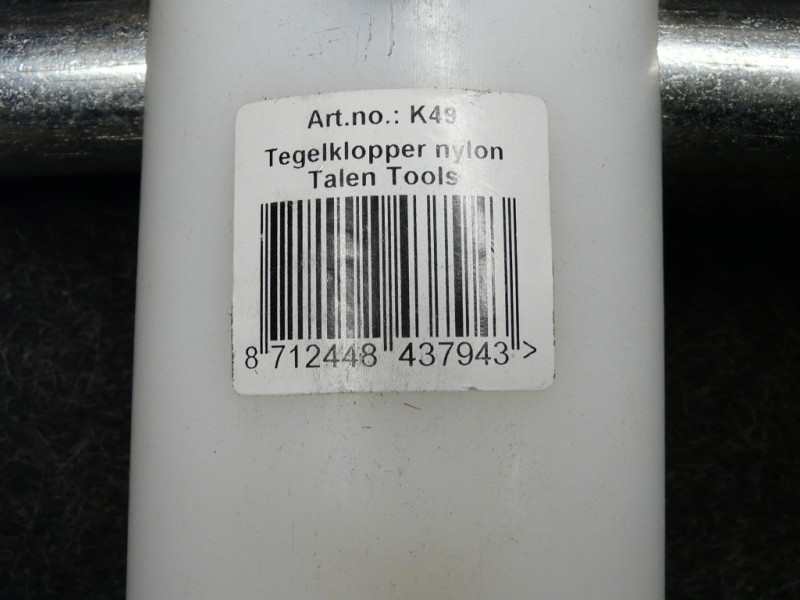 Art.no.: K49
Tegelklopper nylon
Talen Tools
8 712448 437943 >